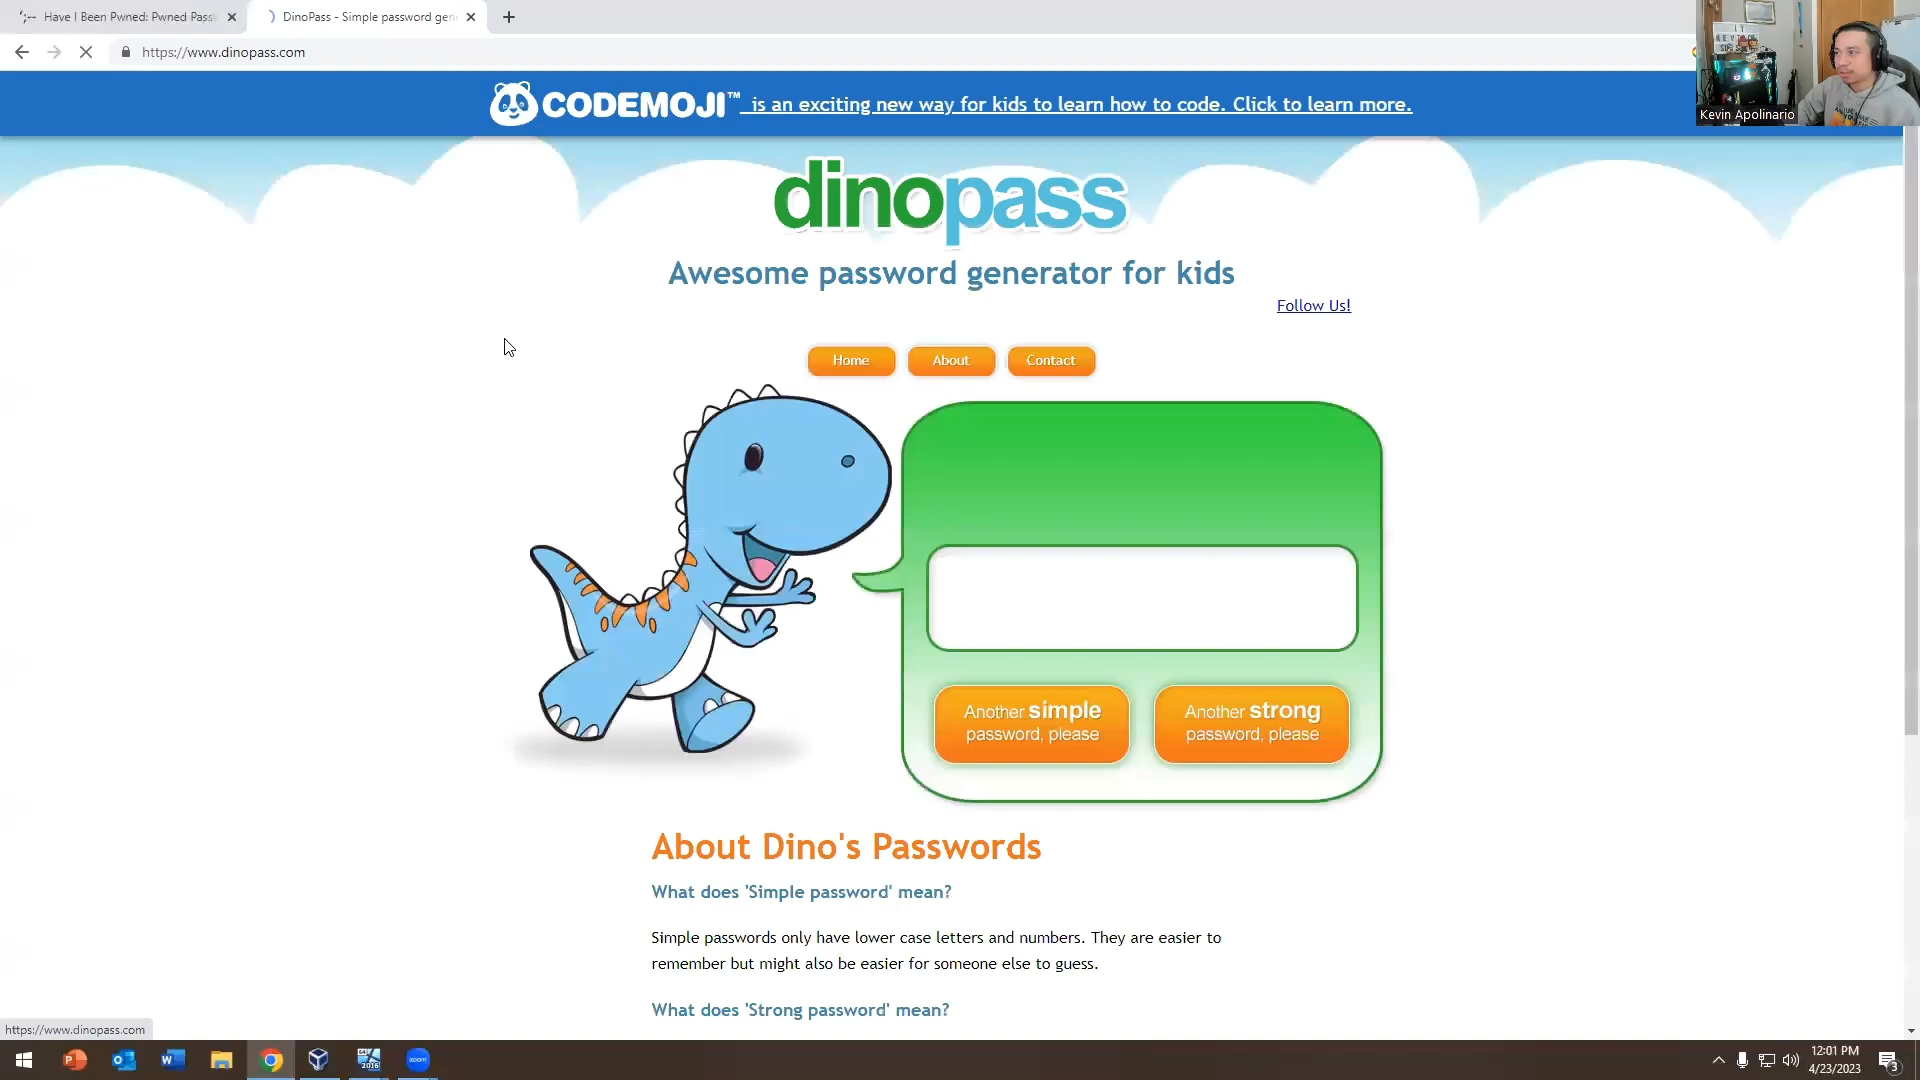 Have I Been Pwned: Pwned Pass
DinoPass - Simple password gen
https://www.dinopass.com
CODEMOJI™ is an exciting new way for kids to learn how to code. Click to learn more.
Kevin Apolinario
dinopass
Awesome password generator for kids
Follow Us!
Home
About
Contact
Another simple
password, please
Another strong
password, please
About Dino's Passwords
What does 'Simple password' mean?
Simple passwords only have lower case letters and numbers. They are easier to
remember but might also be easier for someone else to guess.
What does 'Strong password' mean?
https://www.dinopass.com
12:01 PM
4/23/2023
3
zoom
2016